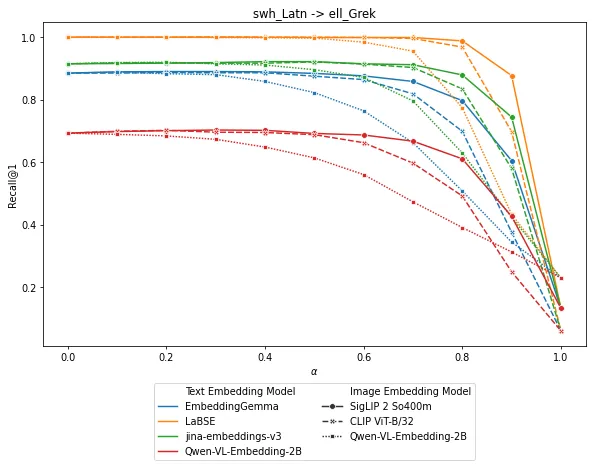 swh_Latn -> ell_Grek
Recall@1
1.0
0.8
0.6
0.4
0.2
0.0
0.2
0.4
0.6
0.8
1.0
α
Text Embedding Model
EmbeddingGemma
LaBSE
jina-embeddings-v3
Qwen-VL-Embedding-2B
Image Embedding Model
SigLIP 2 So400m
CLIP ViT-B/32
Qwen-VL-Embedding-2B